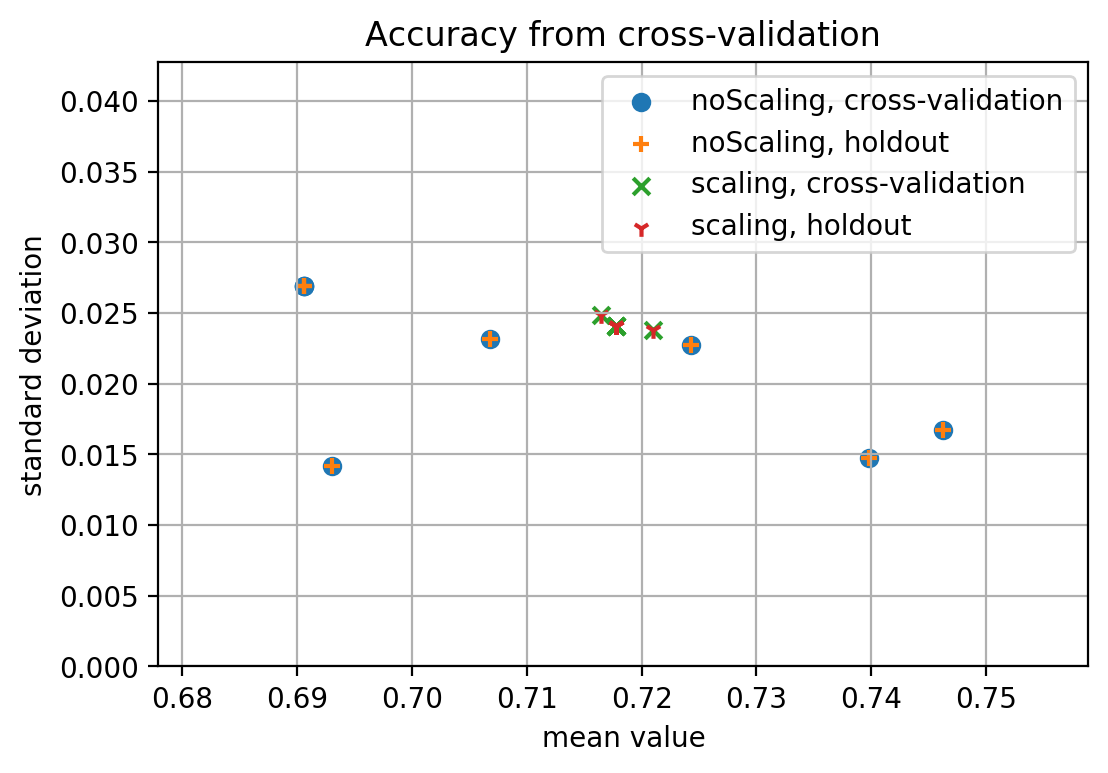 Accuracy from cross-validation
noScaling, cross-validation
noScaling, holdout
scaling, cross-validation
scaling, holdout
standard deviation
0.040
0.035
0.030
0.025
0.020
0.015
0.010
0.005
0.000
0.68 0.69 0.70 0.71 0.72 0.73 0.74 0.75
mean value